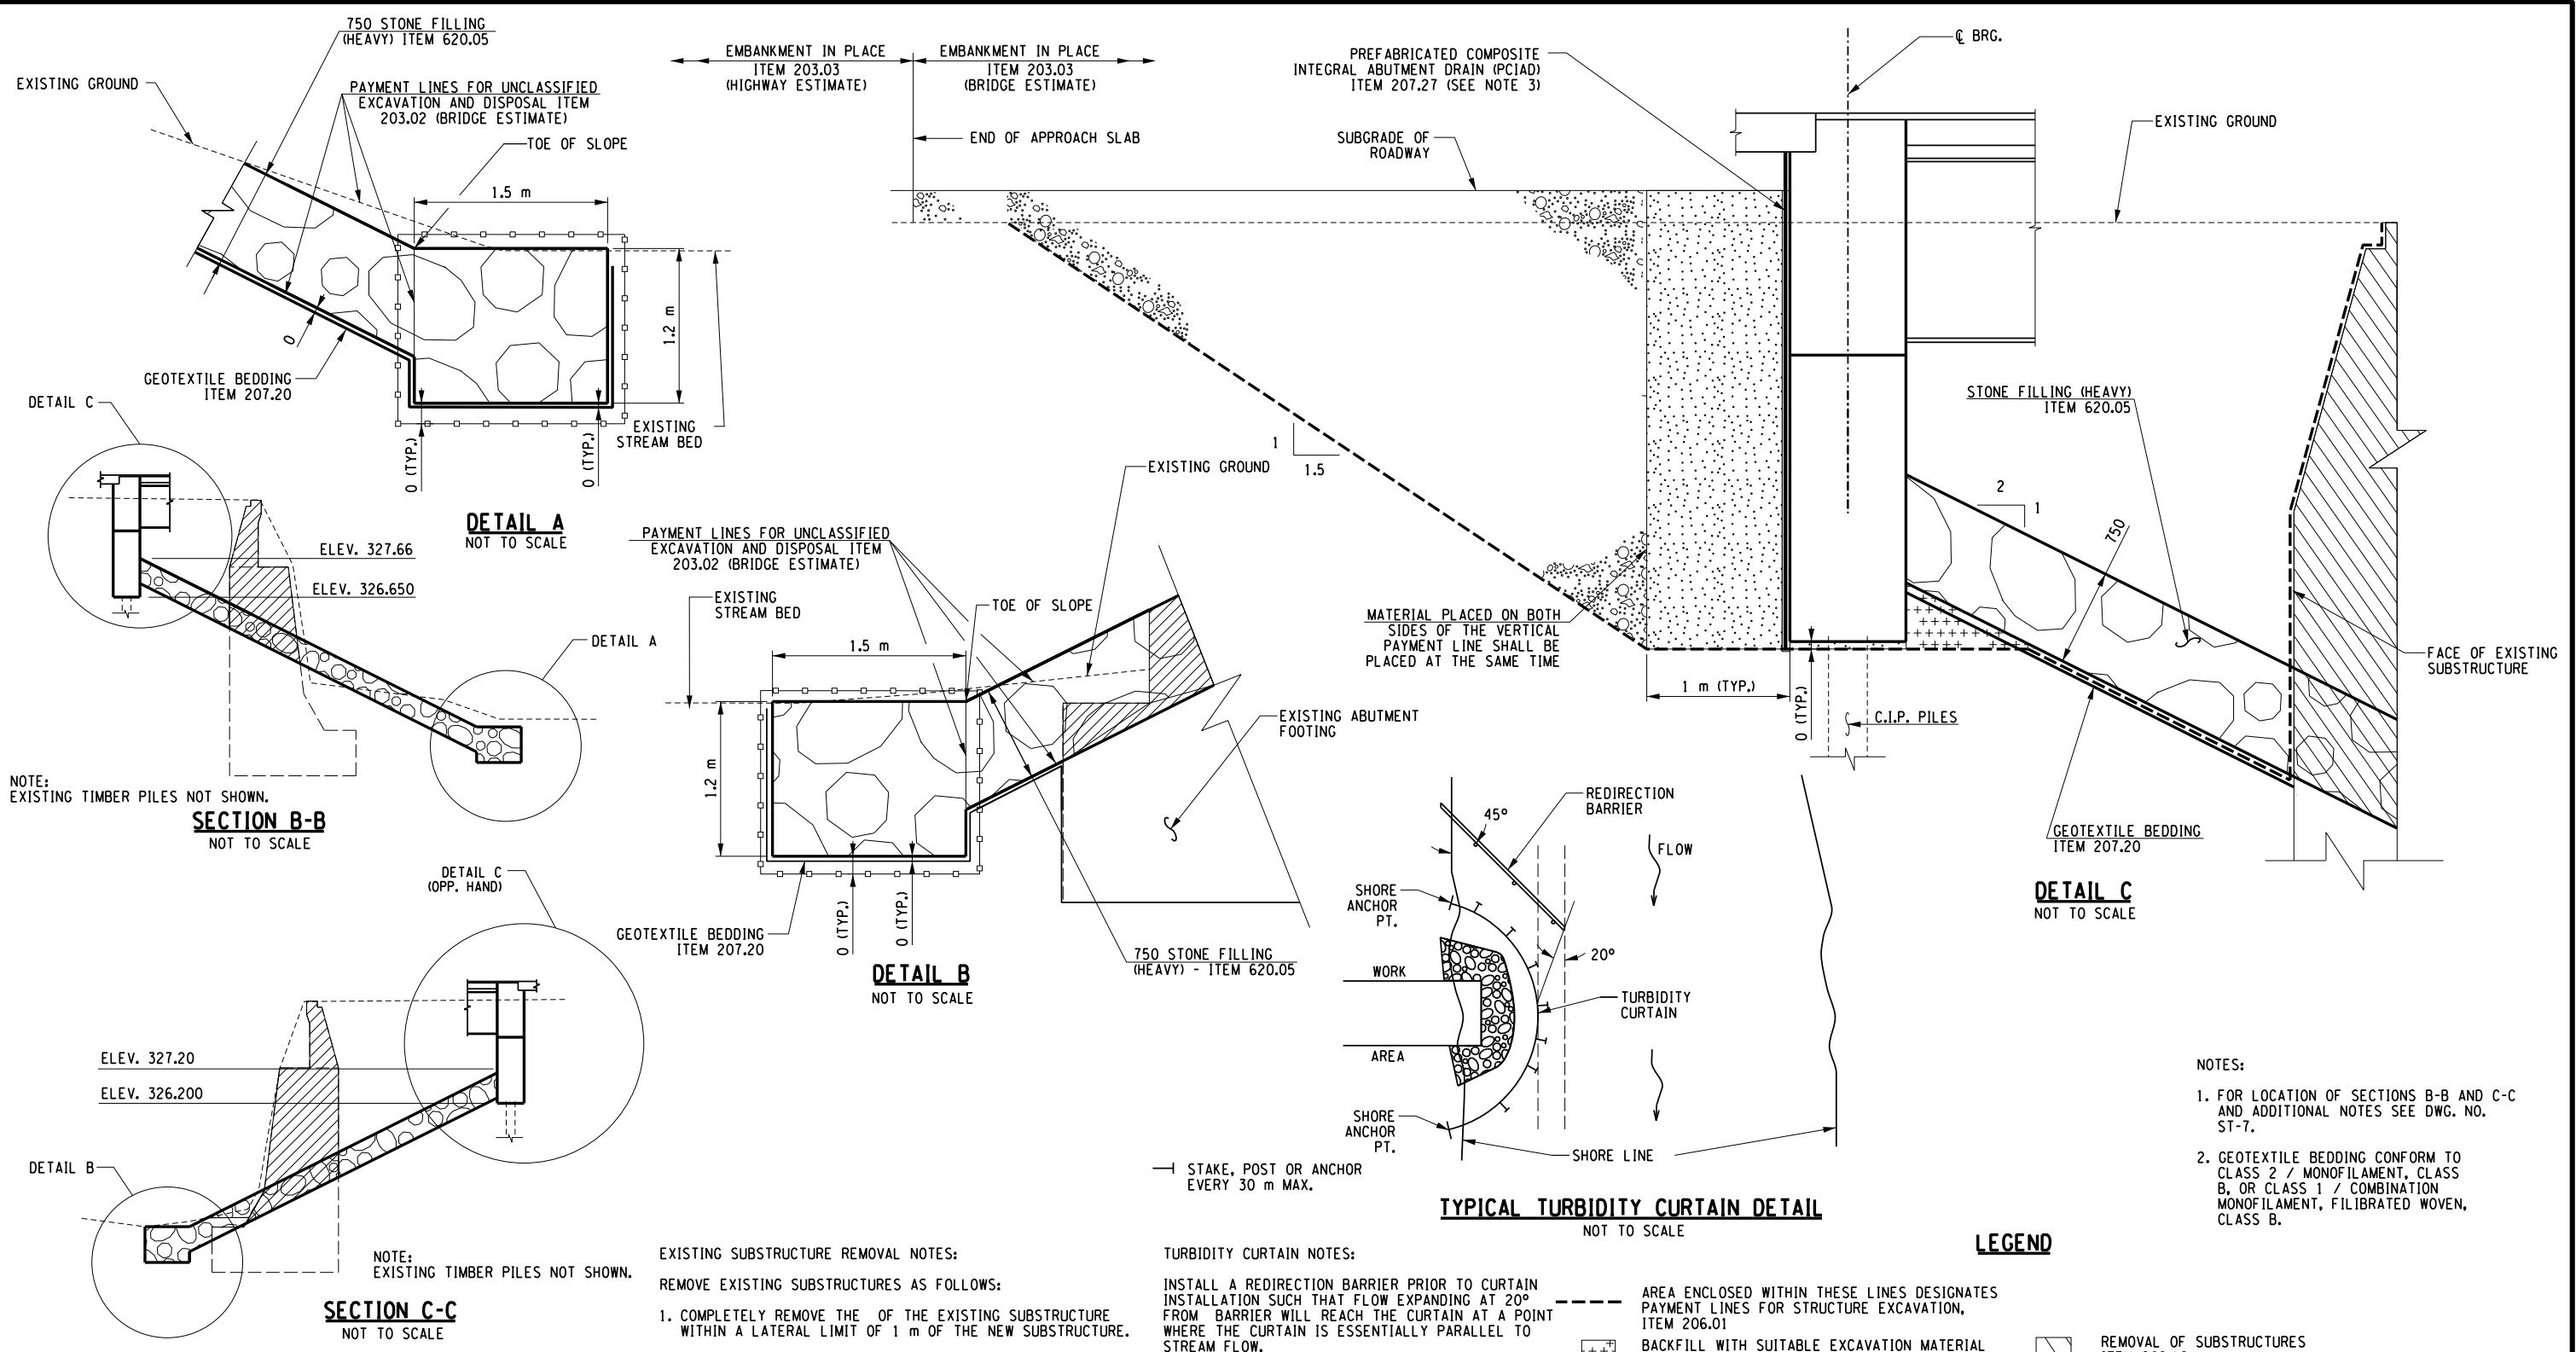 750 STONE FILLING
(HEAVY) ITEM 620.05
EXISTING GROUND
PAYMENT LINES FOR UNCLASSIFIED
EXCAVATION AND DISPOSAL ITEM
203.02 (BRIDGE ESTIMATE)
TOE OF SLOPE
1.5 m
1.2 m
0
GEOTEXTILE BEDDING
ITEM 207.20
EXISTING
STREAM BED
0 (TYP.)
0 (TYP.)
DETAIL A
NOT TO SCALE
EMBANKMENT IN PLACE
ITEM 203.03
(HIGHWAY ESTIMATE)
EMBANKMENT IN PLACE
ITEM 203.03
(BRIDGE ESTIMATE)
END OF APPROACH SLAB
PREFABRICATED COMPOSITE
INTEGRAL ABUTMENT DRAIN (PCIAD)
ITEM 207.27 (SEE NOTE 3)
SUBGRADE OF
ROADWAY
℄ BRG.
EXISTING GROUND
1
1.5
STONE FILLING (HEAVY)
ITEM 620.05
2
1
750
MATERIAL PLACED ON BOTH
SIDES OF THE VERTICAL
PAYMENT LINE SHALL BE
PLACED AT THE SAME TIME
1 m (TYP.)
0 (TYP.)
C.I.P. PILES
FACE OF EXISTING
SUBSTRUCTURE
GEOTEXTILE BEDDING
ITEM 207.20
DETAIL C
NOT TO SCALE
DETAIL C
ELEV. 327.66
ELEV. 326.650
DETAIL A
NOTE:
EXISTING TIMBER PILES NOT SHOWN.
SECTION B-B
NOT TO SCALE
EXISTING GROUND
PAYMENT LINES FOR UNCLASSIFIED
EXCAVATION AND DISPOSAL ITEM
203.02 (BRIDGE ESTIMATE)
EXISTING
STREAM BED
TOE OF SLOPE
1.5 m
1.2 m
EXISTING ABUTMENT
FOOTING
0 (TYP.)
0 (TYP.)
GEOTEXTILE BEDDING
ITEM 207.20
750 STONE FILLING
(HEAVY) - ITEM 620.05
DETAIL B
NOT TO SCALE
DETAIL C
(OPP. HAND)
ELEV. 327.20
ELEV. 326.200
DETAIL B
NOTE:
EXISTING TIMBER PILES NOT SHOWN.
SECTION C-C
NOT TO SCALE
REDIRECTION
BARRIER
45°
FLOW
SHORE
ANCHOR
PT.
20°
WORK
TURBIDITY
CURTAIN
AREA
SHORE
ANCHOR
PT.
SHORE LINE
STAKE, POST OR ANCHOR
EVERY 30 m MAX.
TYPICAL TURBIDITY CURTAIN DETAIL
NOT TO SCALE
NOTES:
1. FOR LOCATION OF SECTIONS B-B AND C-C
AND ADDITIONAL NOTES SEE DWG. NO.
ST-7.
2. GEOTEXTILE BEDDING CONFORM TO
CLASS 2 / MONOFILAMENT, CLASS
B, OR CLASS 1 / COMBINATION
MONOFILAMENT, FILIBRATED WOVEN,
CLASS B.
EXISTING SUBSTRUCTURE REMOVAL NOTES:
REMOVE EXISTING SUBSTRUCTURES AS FOLLOWS:
1. COMPLETELY REMOVE THE OF THE EXISTING SUBSTRUCTURE
WITHIN A LATERAL LIMIT OF 1 m OF THE NEW SUBSTRUCTURE.
TURBIDITY CURTAIN NOTES:
INSTALL A REDIRECTION BARRIER PRIOR TO CURTAIN
INSTALLATION SUCH THAT FLOW EXPANDING AT 20°
FROM BARRIER WILL REACH THE CURTAIN AT A POINT
WHERE THE CURTAIN IS ESSENTIALLY PARALLEL TO
STREAM FLOW.
LEGEND
AREA ENCLOSED WITHIN THESE LINES DESIGNATES
PAYMENT LINES FOR STRUCTURE EXCAVATION,
ITEM 206.01
BACKFILL WITH SUITABLE EXCAVATION MATERIAL
REMOVAL OF SUBSTRUCTURES